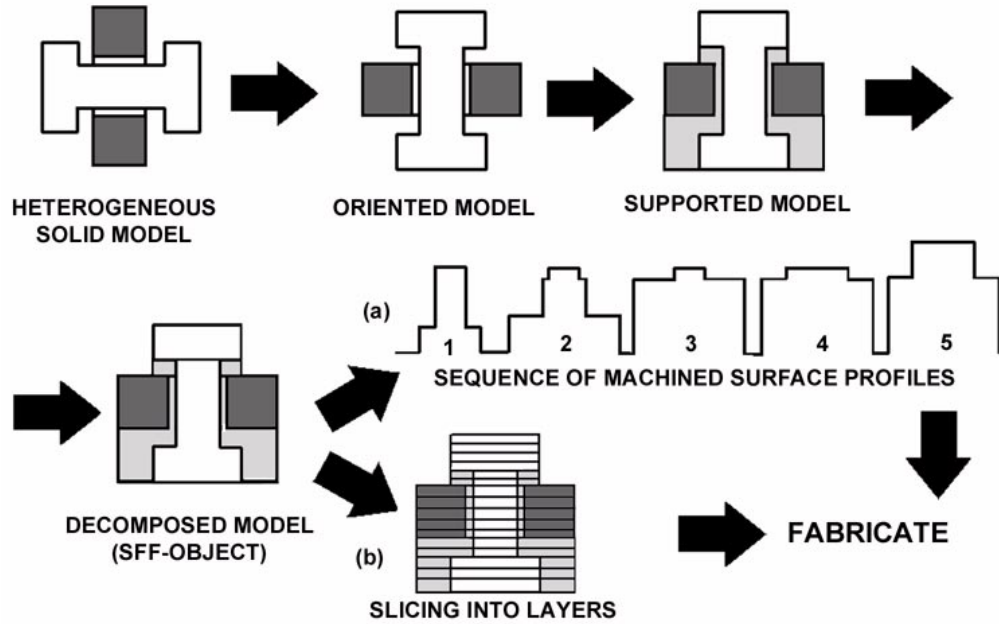 HETEROGENEOUS
SOLID MODEL
ORIENTED MODEL
SUPPORTED MODEL
(a)
1 2 3 4 5
SEQUENCE OF MACHINED SURFACE PROFILES
DECOMPOSED MODEL
(SFF-OBJECT)
(b)
SLICING INTO LAYERS
FABRICATE